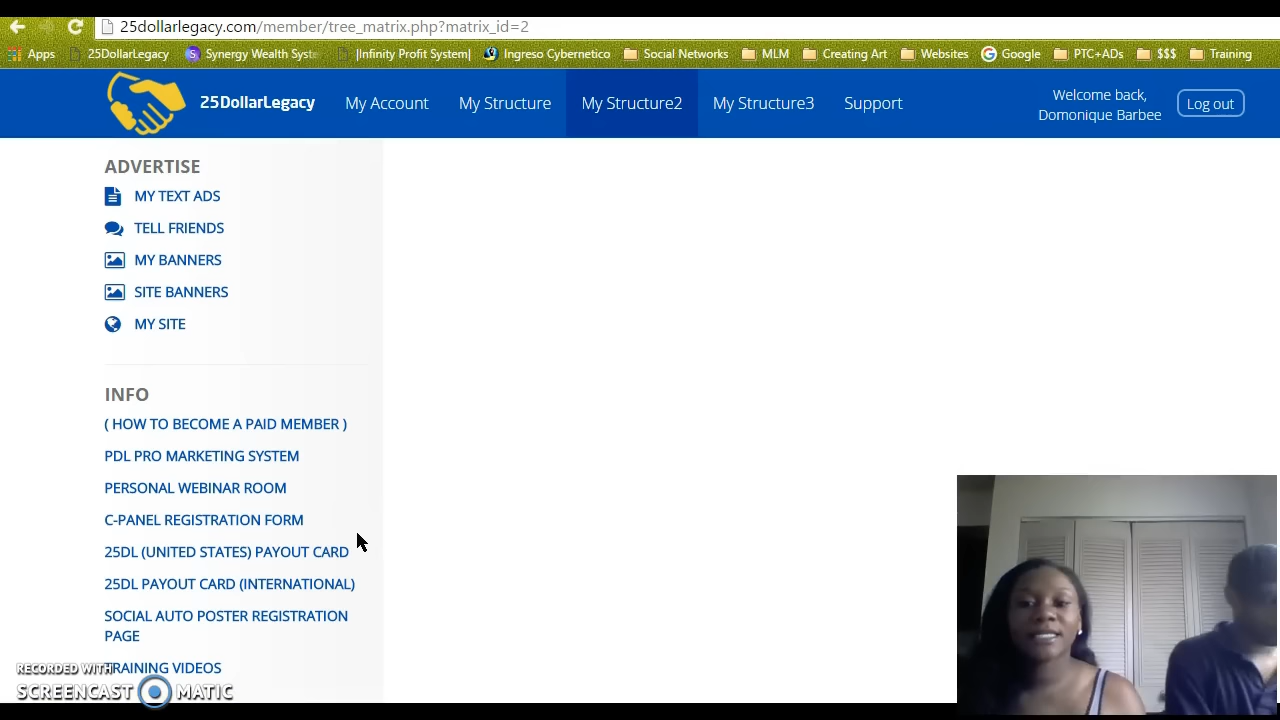 25dollarlegacy.com/member/tree_matrix.php?matrix_id=2
Apps 25DollarLegacy Synergy Wealth Syste |Infinity Profit System| Ingreso Cybernetico Social Networks MLM Creating Art Websites Google PTC+ADs $$$ Training
25DollarLegacy My Account My Structure My Structure2 My Structure3 Support
Welcome back,
Domonique Barbee
Log out
ADVERTISE
MY TEXT ADS
TELL FRIENDS
MY BANNERS
SITE BANNERS
MY SITE
INFO
( HOW TO BECOME A PAID MEMBER )
PDL PRO MARKETING SYSTEM
PERSONAL WEBINAR ROOM
C-PANEL REGISTRATION FORM
25DL (UNITED STATES) PAYOUT CARD
25DL PAYOUT CARD (INTERNATIONAL)
SOCIAL AUTO POSTER REGISTRATION
PAGE
TRAINING VIDEOS
RECORDED WITH
SCREENCAST MATIC